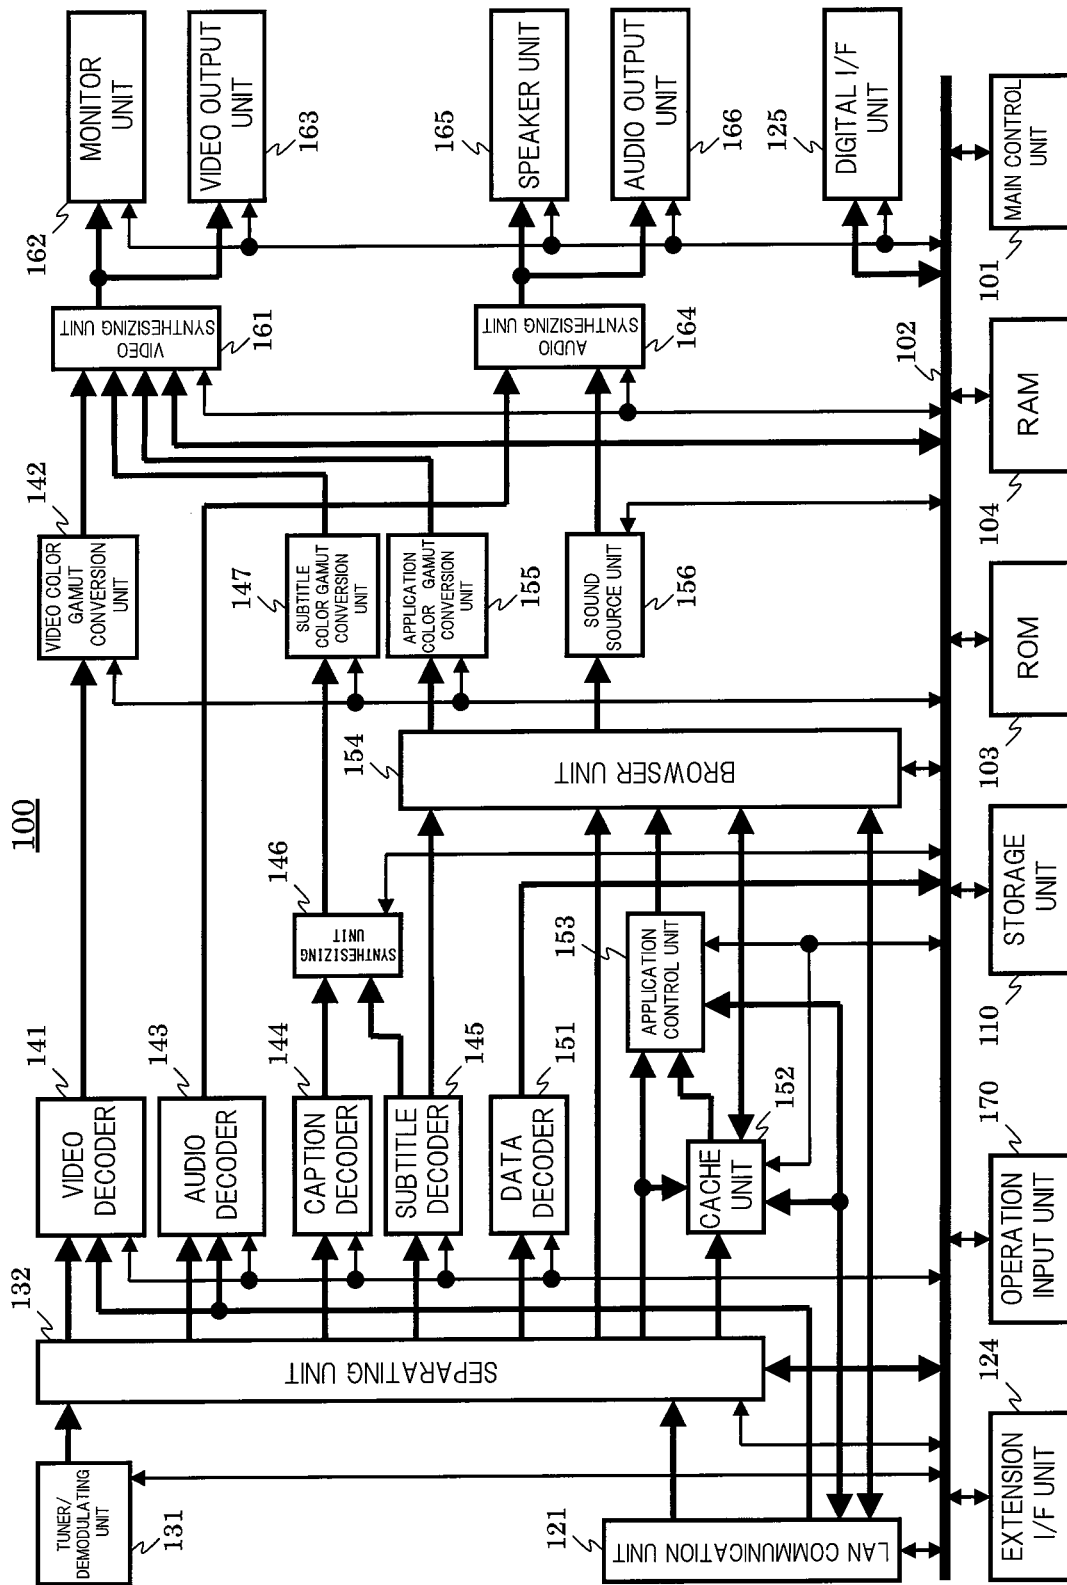 100
TUNER/
DEMODULATING
UNIT
131
LAN COMMUNICATION UNIT
121
SEPARATING UNIT
132
VIDEO
DECODER
141
AUDIO
DECODER
143
CAPTION
DECODER
144
SUBTITLE
DECODER
145
DATA
DECODER
151
CACHE
UNIT
152
APPLICATION
CONTROL UNIT
153
SYNTHESIZING
UNIT
146
BROWSER UNIT
154
VIDEO COLOR
GAMUT
CONVERSION
UNIT
142
SUBTITLE
COLOR GAMUT
CONVERSION
UNIT
147
APPLICATION
COLOR GAMUT
CONVERSION
UNIT
155
SOUND
SOURCE UNIT
156
VIDEO
SYNTHESIZING UNIT
161
AUDIO
SYNTHESIZING UNIT
164
MONITOR
UNIT
162
VIDEO OUTPUT
UNIT
163
SPEAKER UNIT
165
AUDIO OUTPUT
UNIT
166
DIGITAL I/F
UNIT
125
102
EXTENSION
I/F UNIT
124
OPERATION
INPUT UNIT
170
STORAGE
UNIT
110
ROM
103
RAM
104
MAIN CONTROL
UNIT
101